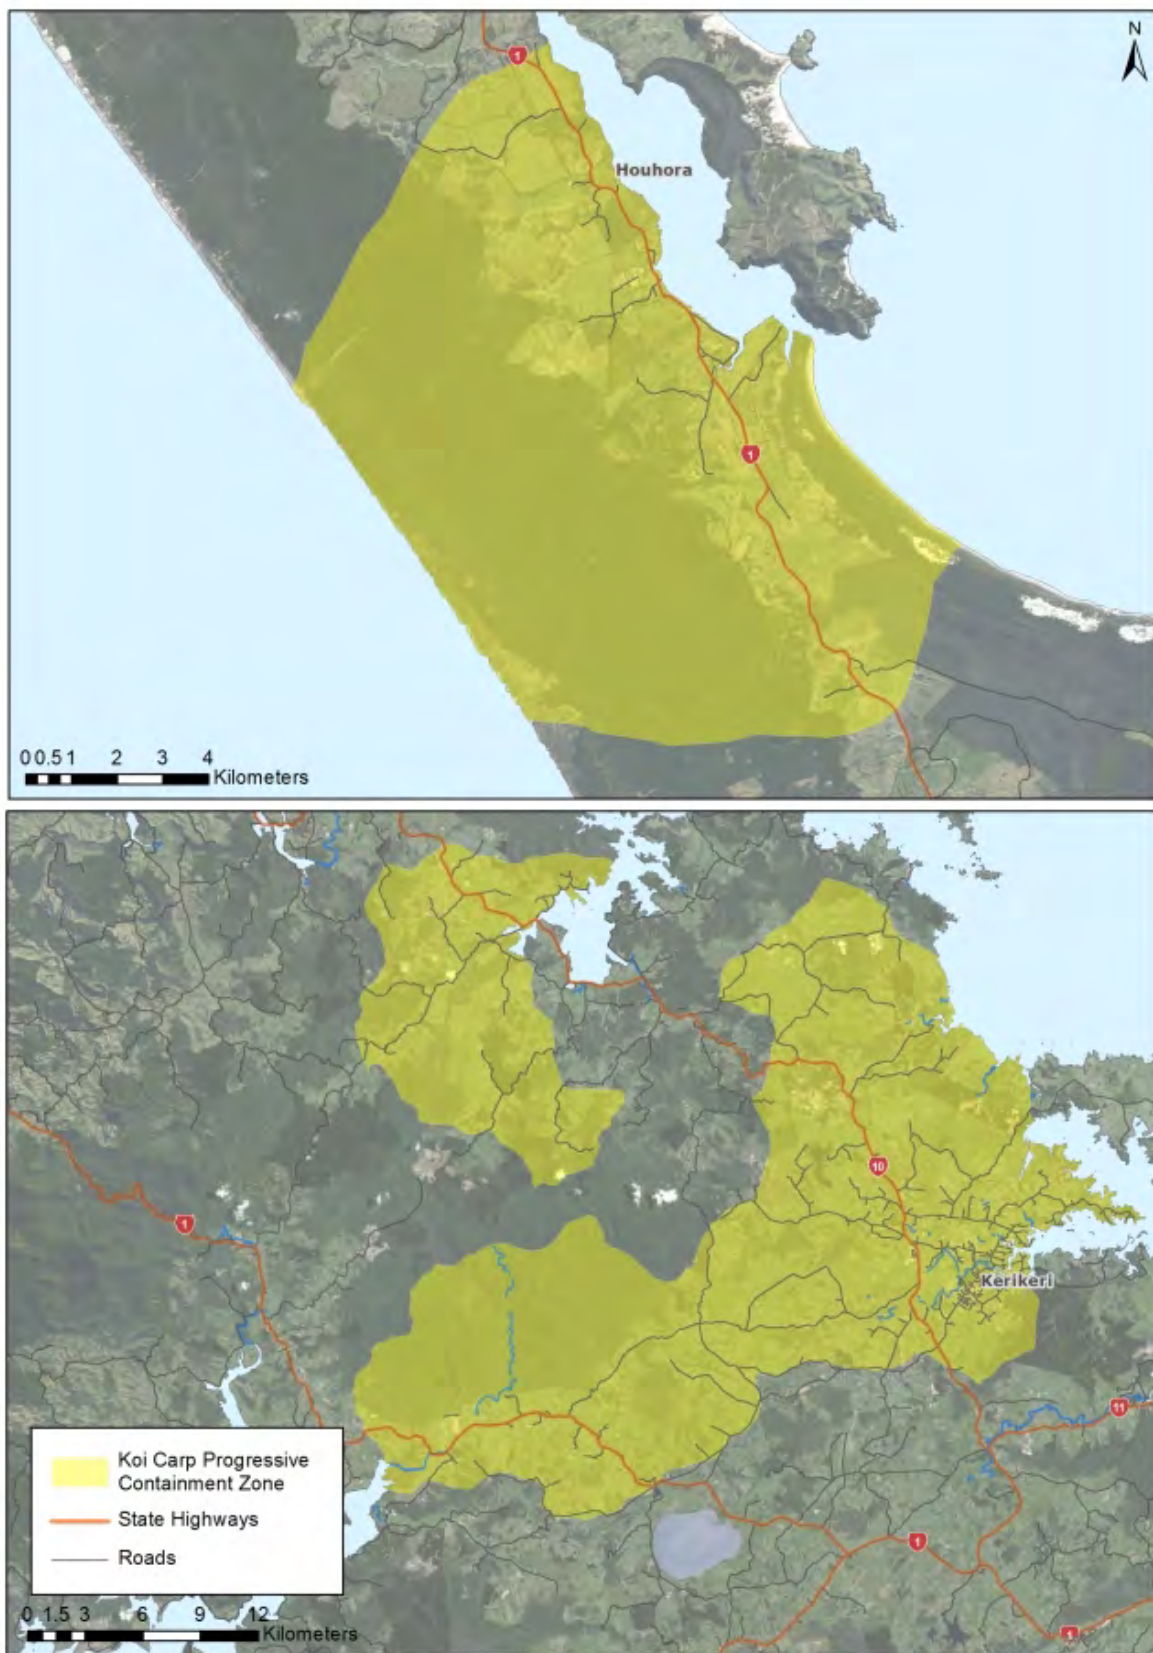 N
1
Houhora
1
0 0.5 1 2 3 4
Kilometers
10
1
Kerikeri
11
Koi Carp Progressive
Containment Zone
State Highways
Roads
1
1
0 1.5 3 6 9 12
Kilometers